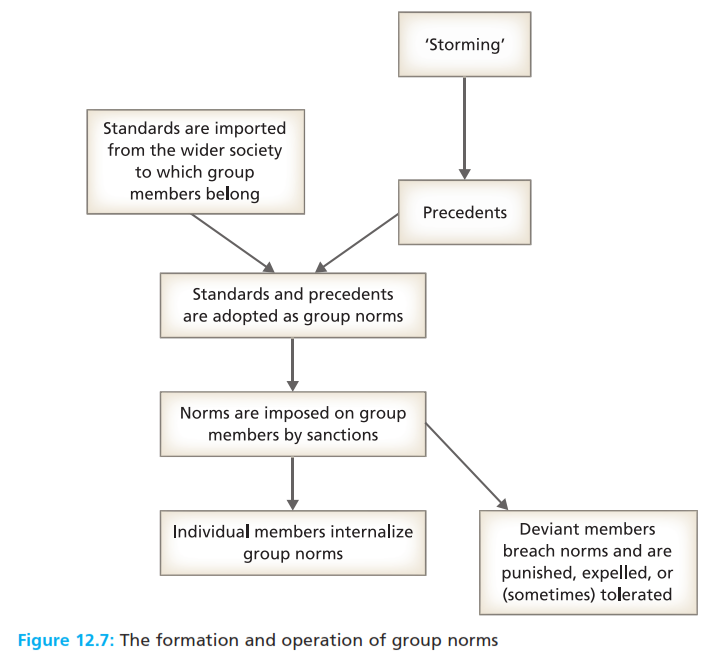 ‘Storming’
Standards are imported
from the wider society
to which group
members belong
Precedents
Standards and precedents
are adopted as group norms
Norms are imposed on group
members by sanctions
Individual members internalize
group norms
Deviant members
breach norms and are
punished, expelled, or
(sometimes) tolerated
Figure 12.7: The formation and operation of group norms